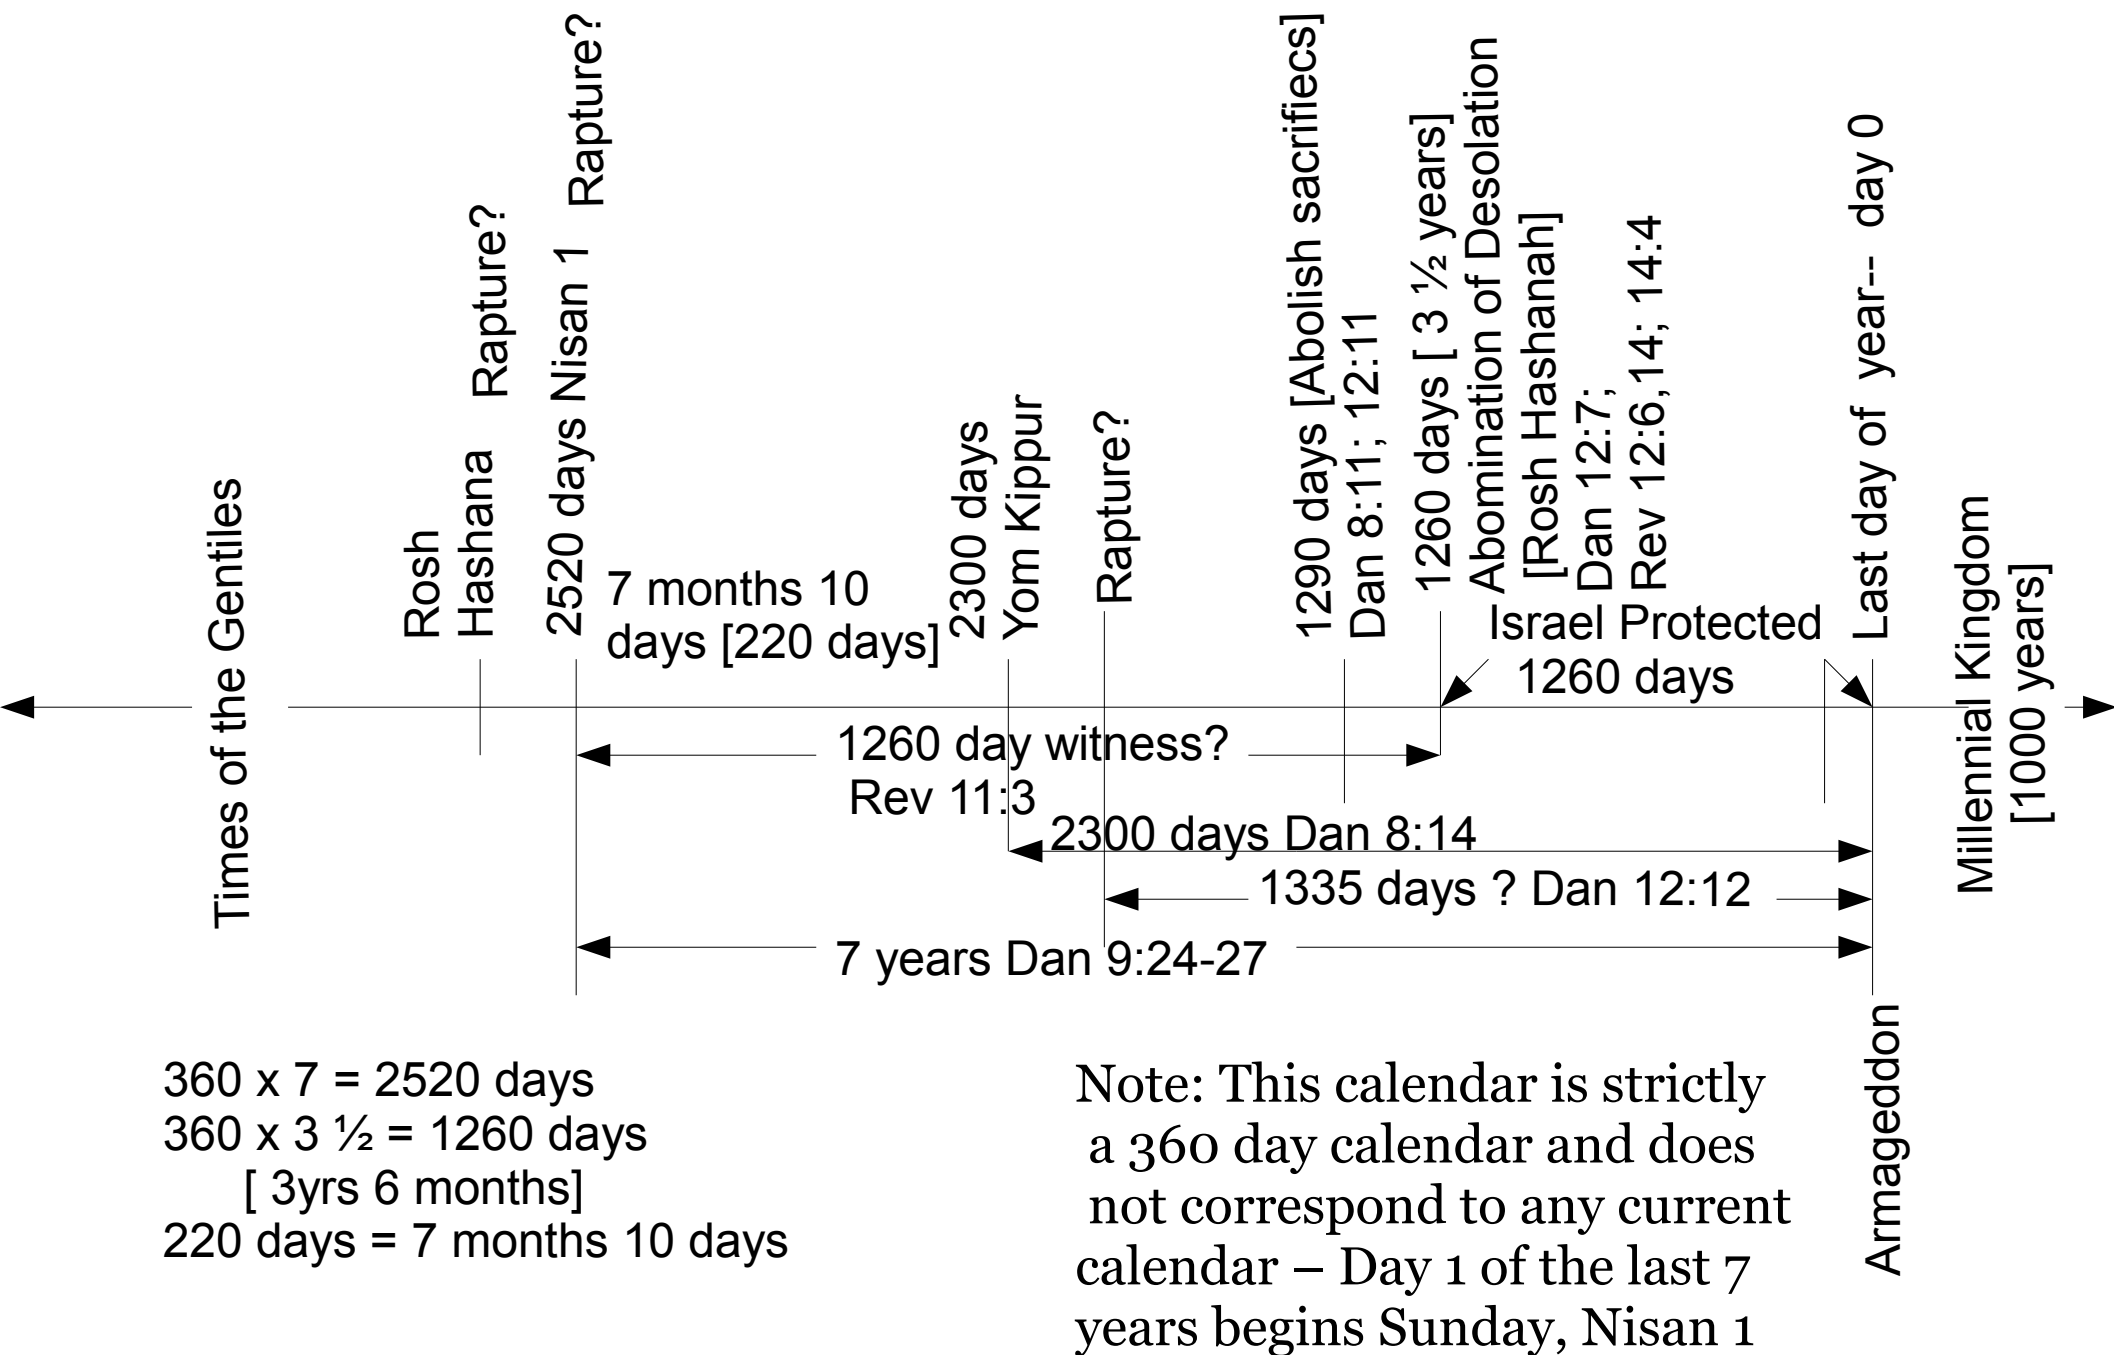 Times of the Gentiles
Rosh
Hashana Rapture?
2520 days Nisan 1 Rapture?
7 months 10
days [220 days]
2300 days
Yom Kippur
Rapture?
1290 days [Abolish sacrifiecs]
Dan 8:11; 12:11
1260 days [ 3 ½ years]
Abomination of Desolation
[Rosh Hashanah]
Dan 12:7;
Rev 12:6,14; 14:4
Israel Protected
1260 days
Last day of year-- day 0
Millennial Kingdom
[1000 years]
1260 day witness?
Rev 11:3
2300 days Dan 8:14
1335 days ? Dan 12:12
7 years Dan 9:24-27
Armageddon
360 x 7 = 2520 days
360 x 3 ½ = 1260 days
[ 3yrs 6 months]
220 days = 7 months 10 days
Note: This calendar is strictly
a 360 day calendar and does
not correspond to any current
calendar – Day 1 of the last 7
years begins Sunday, Nisan 1